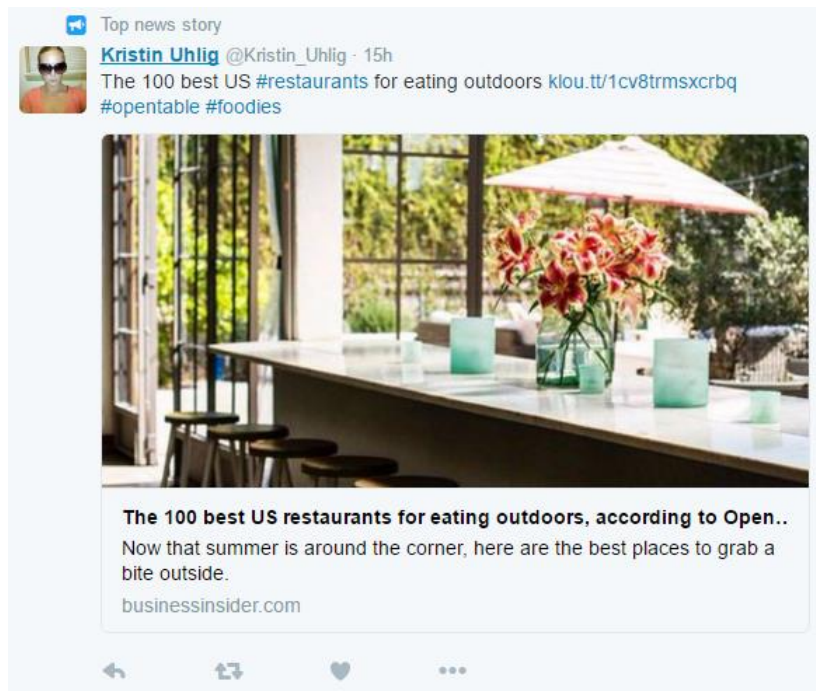 Top news story
Kristin Uhlig @Kristin_Uhlig · 15h
The 100 best US #restaurants for eating outdoors klou.tt/1cv8trmsxcrbq
#opentable #foodies
The 100 best US restaurants for eating outdoors, according to Open..
Now that summer is around the corner, here are the best places to grab a
bite outside.
businessinsider.com